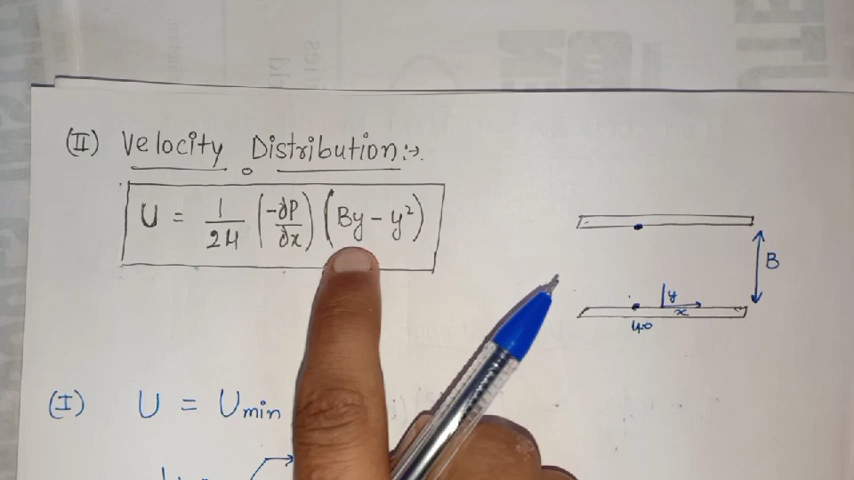 (II) Velocity Distribution:→.
U = 1/2μ (-∂P/∂x) (By - y²)
B
y
x
y=0
(I) U = Umin